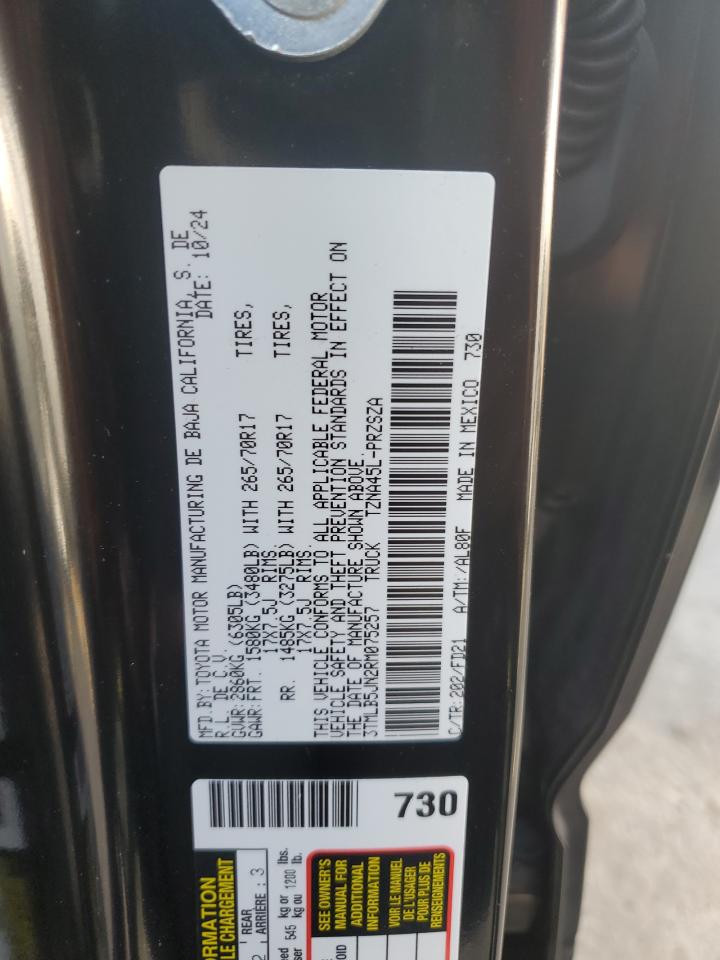 MFD.BY:TOYOTA MOTOR MANUFACTURING DE BAJA CALIFORNIA, S. DE
R.L. DE C.V. DATE: 10/24
GVWR:2860KG (6305LB)
GAWR:FRT. 1580KG (3480LB) WITH 265/70R17 TIRES,
17X7.5J RIMS.
RR. 1485KG (3275LB) WITH 265/70R17 TIRES,
17X7.5J RIMS.
THIS VEHICLE CONFORMS TO ALL APPLICABLE FEDERAL MOTOR
VEHICLE SAFETY AND THEFT PREVENTION STANDARDS IN EFFECT ON
THE DATE OF MANUFACTURE SHOWN ABOVE.
3TMLB5JN2RM075257 TRUCK TZNA45L-PRZSZA
C/TR:202/FD21 A/TM:/AL80F MADE IN MEXICO 730
730
LE CHARGEMENT
2 REAR ARRIÈRE : 3
545 kg or kg ou 1200 lbs. lb.
SEE OWNER'S
MANUAL FOR
ADDITIONAL
INFORMATION
VOIR LE MANUEL
DE L'USAGER
POUR PLUS DE
RENSEIGNEMENTS